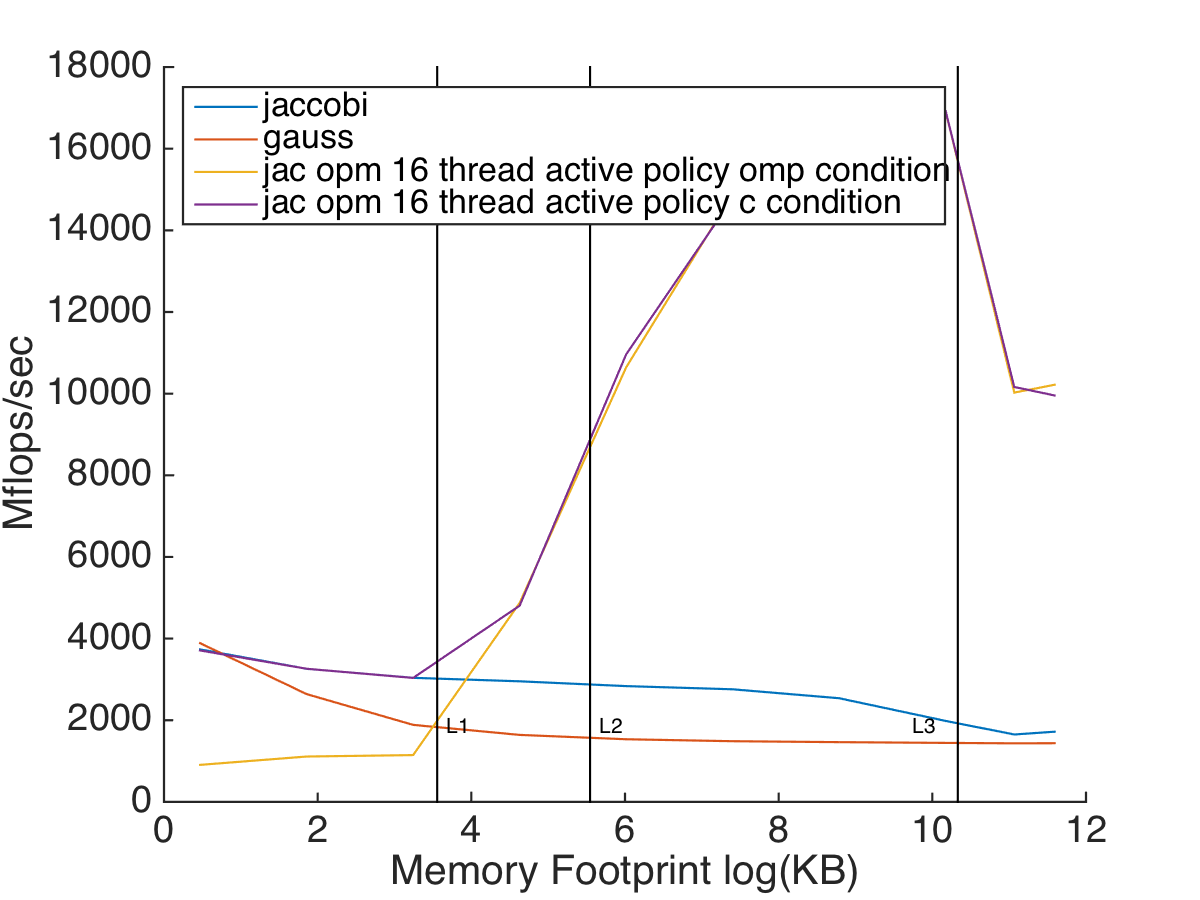 18000
16000
14000
12000
10000
8000
6000
4000
2000
0
Mflops/sec
jaccobi
gauss
jac opm 16 thread active policy omp condition
jac opm 16 thread active policy c condition
L1
L2
L3
0 2 4 6 8 10 12
Memory Footprint log(KB)